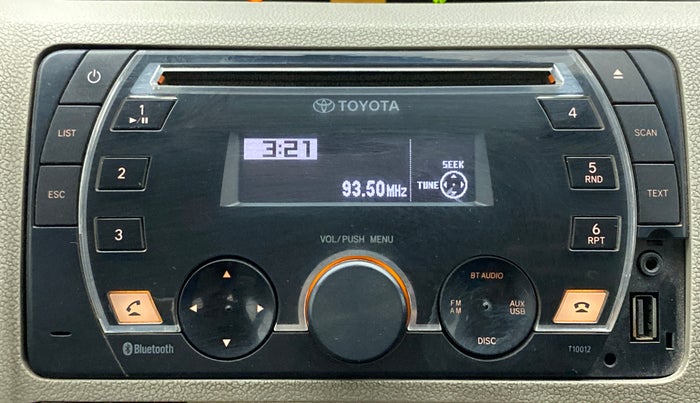 TOYOTA
1
4
LIST
SCAN
3:21
SEEK
2
5
RND
ESC
TEXT
93.50MHz
TUNE
3
6
RPT
VOL/PUSH MENU
BT AUDIO
FM
AM
AUX
USB
DISC
Bluetooth
T10012